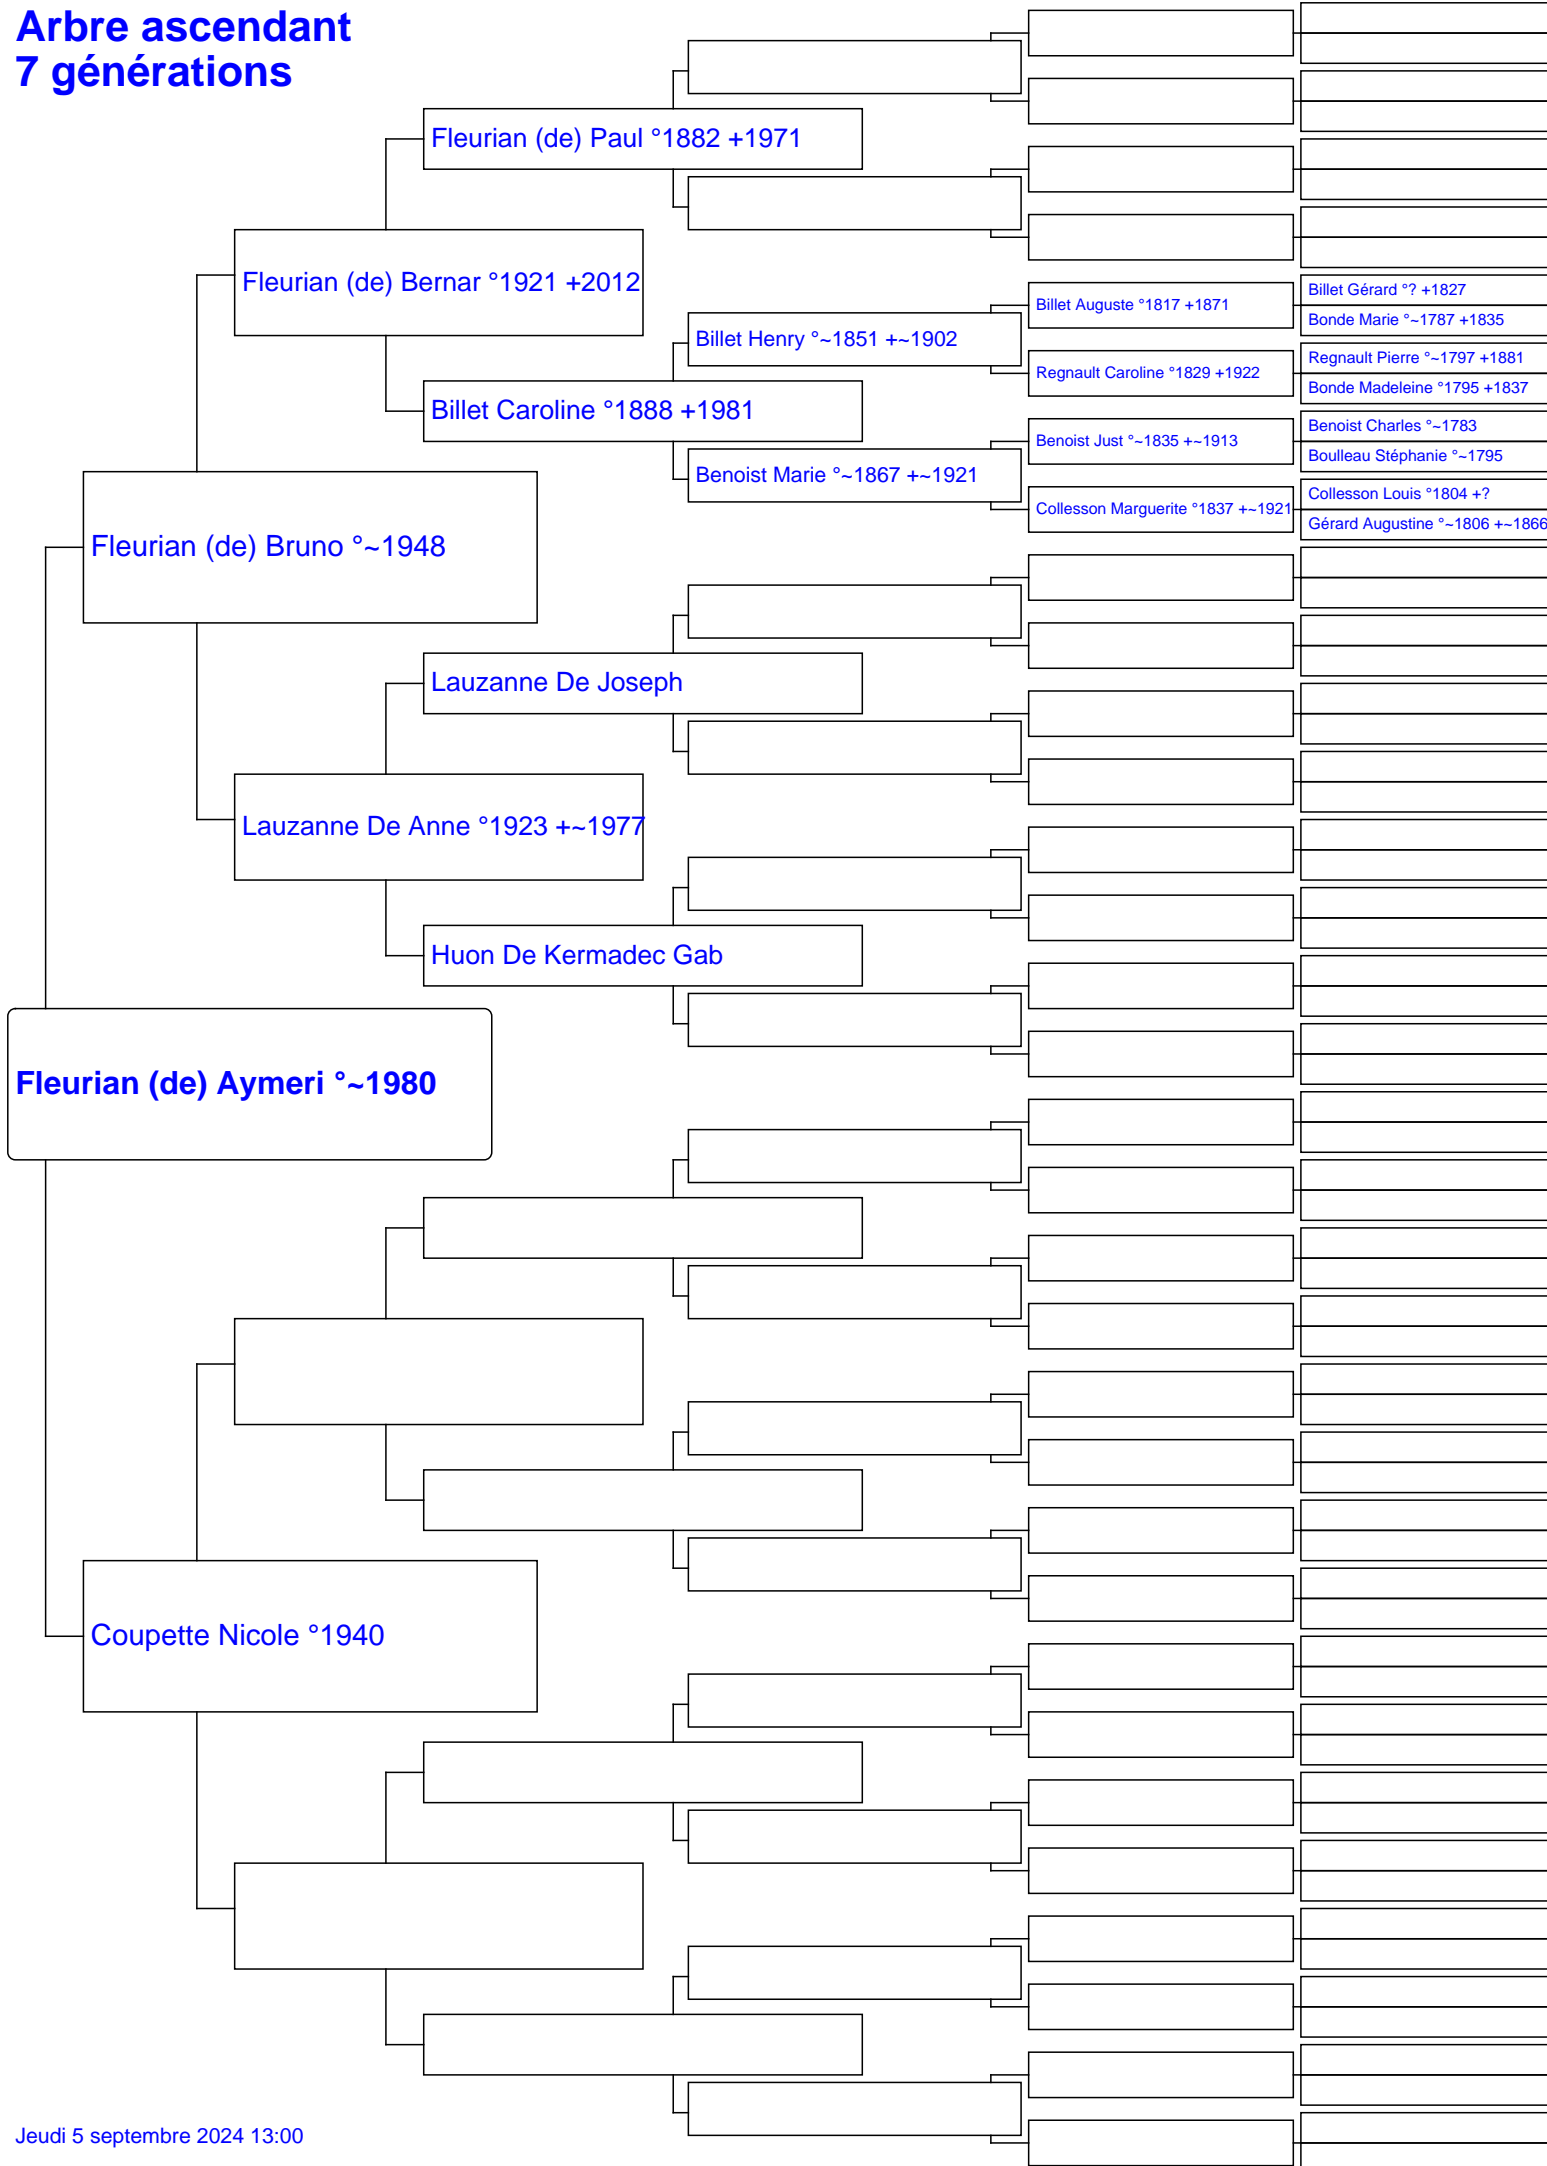 Arbre ascendant
7 générations
Fleurian (de) Paul °1882 +1971
Fleurian (de) Bernar °1921 +2012
Billet Gérard °? +1827
Billet Auguste °1817 +1871
Bonde Marie °~1787 +1835
Billet Henry °~1851 +~1902
Regnault Pierre °~1797 +1881
Regnault Caroline °1829 +1922
Bonde Madeleine °1795 +1837
Billet Caroline °1888 +1981
Benoist Charles °~1783
Benoist Just °~1835 +~1913
Boulleau Stéphanie °~1795
Benoist Marie °~1867 +~1921
Collesson Louis °1804 +?
Collesson Marguerite °1837 +~1921
Gérard Augustine °~1806 +~1866
Fleurian (de) Bruno °~1948
Lauzanne De Joseph
Lauzanne De Anne °1923 +~1977
Huon De Kermadec Gab
Fleurian (de) Aymeri °~1980
Coupette Nicole °1940
Jeudi 5 septembre 2024 13:00